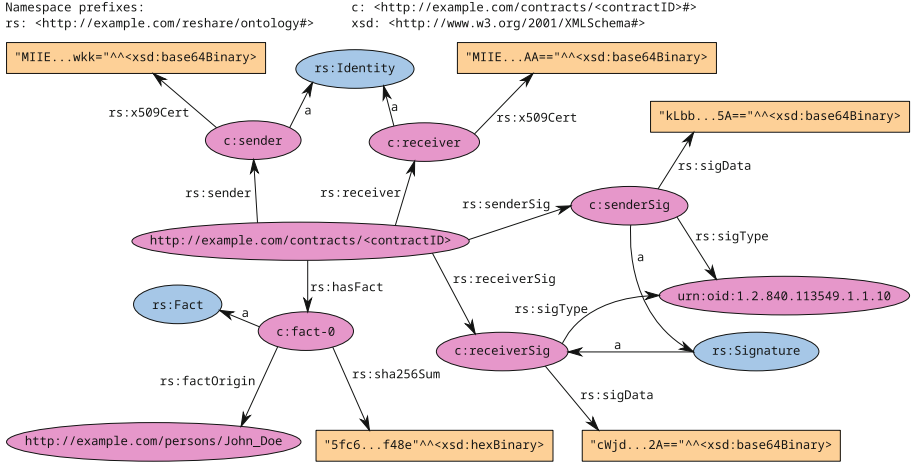 Namespace prefixes:
c: <http://example.com/contracts/<contractID>#>
rs: <http://example.com/reshare/ontology#>
xsd: <http://www.w3.org/2001/XMLSchema#>
"MIIE...wkk="^^<xsd:base64Binary>
"MIIE...AA=="^^<xsd:base64Binary>
rs:Identity
rs:x509Cert
a
a
rs:x509Cert
"kLbb...5A=="^^<xsd:base64Binary>
c:sender
c:receiver
rs:sigData
rs:sender
rs:receiver
rs:senderSig
c:senderSig
http://example.com/contracts/<contractID>
rs:sigType
a
rs:hasFact
rs:receiverSig
rs:Fact
a
rs:sigType
urn:oid:1.2.840.113549.1.1.10
c:fact-0
c:receiverSig
a
rs:Signature
rs:factOrigin
rs:sha256Sum
rs:sigData
http://example.com/persons/John_Doe
"5fc6...f48e"^^<xsd:hexBinary>
"cWjd...2A=="^^<xsd:base64Binary>